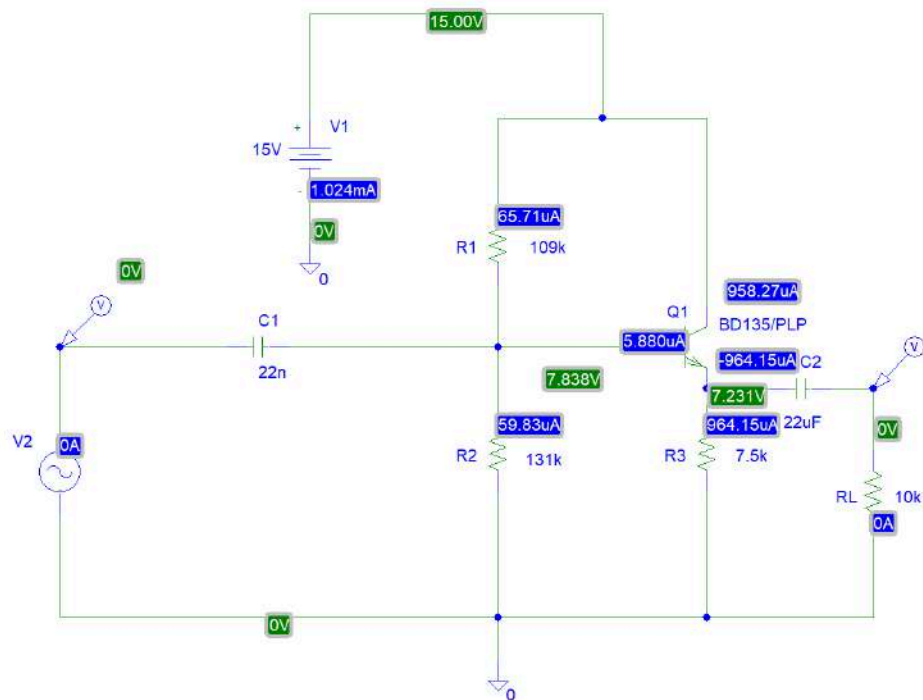 15.00V
+
V1
15V
-
1.024mA
65.71uA
0V
R1
109k
0
0V
V
958.27uA
Q1
C1
BD135/PLP
V
5.880uA
-964.15uA
C2
22n
7.838V
7.231V
59.83uA
964.15uA
22uF
0V
V2
0A
R2
131k
R3
7.5k
RL
10k
0A
0V
0